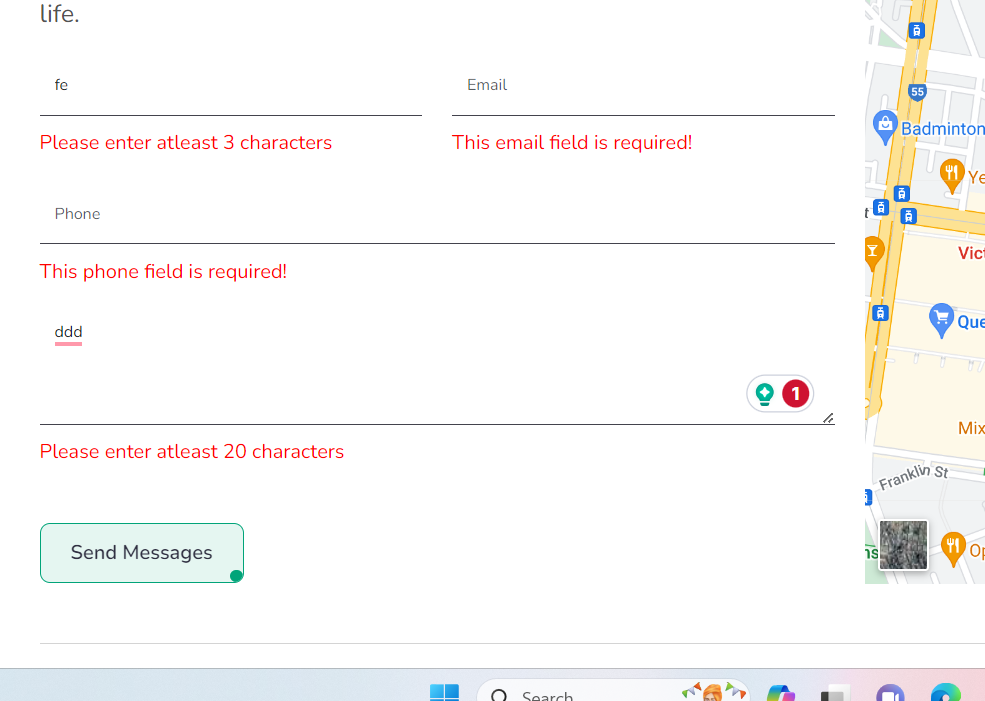 life.
fe
Email
Please enter atleast 3 characters
This email field is required!
Phone
This phone field is required!
ddd
1
Please enter atleast 20 characters
Send Messages
55
Badminton
Ye
t
Vict
Que
Mix
Franklin St
ns
Op
Search